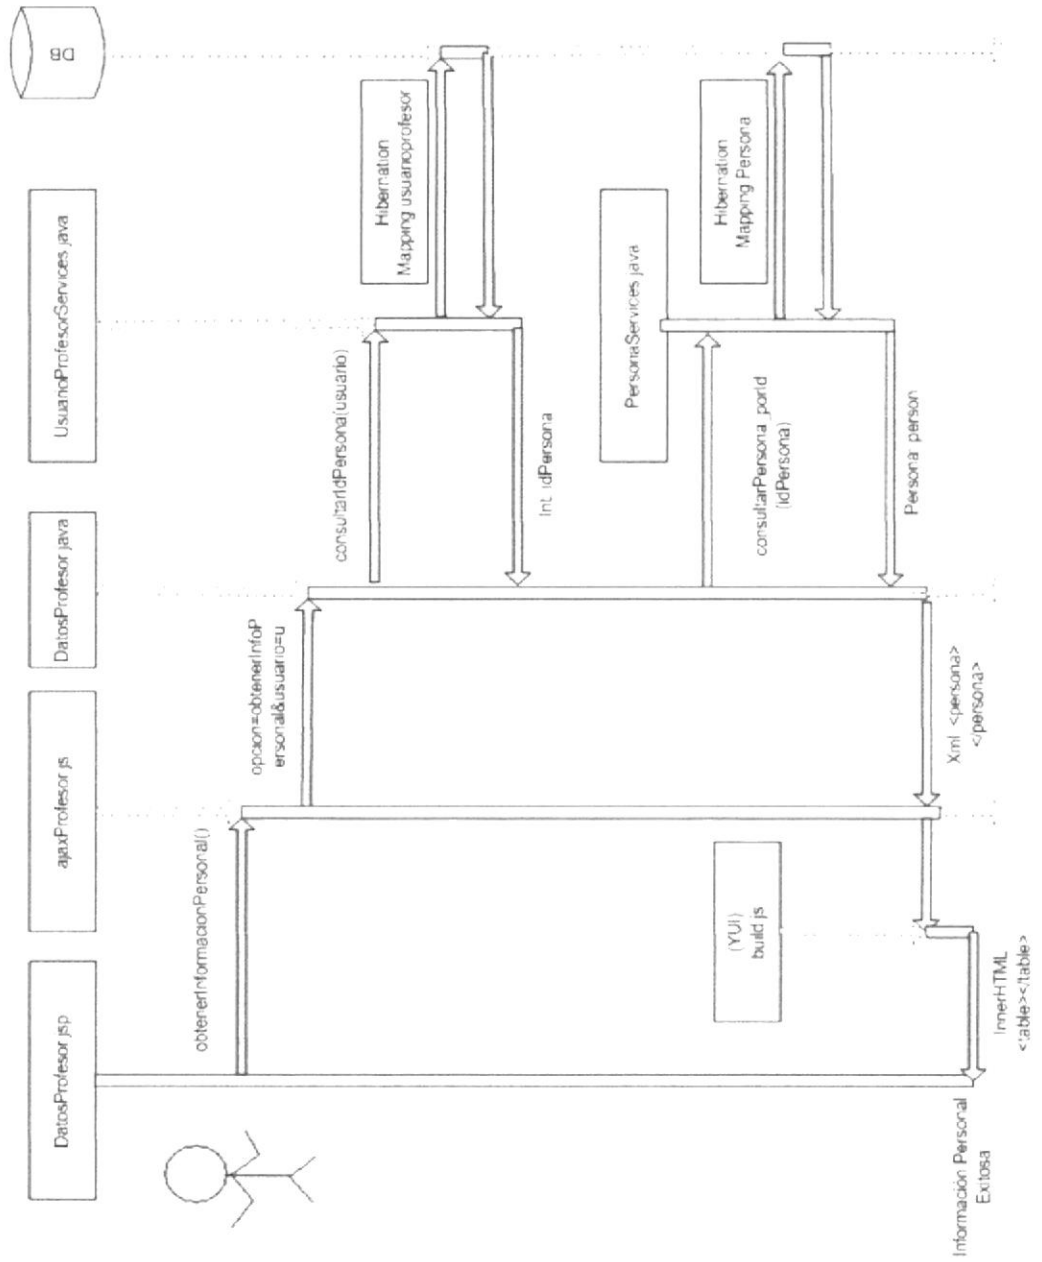 DatosProfesor.jsp
ajaxProfesor.js
DatosProfesor.java
UsuarioProfesorServices.java
BD
obtenerInformacionPersonal()
opcion=obtenerInfoP
ersonal&usuario=u
consultarIdPersona(usuario)
Hibernation
Mapping usuarioprofesor
Int idPersona
PersonaServices.java
Hibernation
Mapping Persona
consultarPersona_porId
(idPersona)
Persona: person
(YUI)
build.js
Xml <persona>
</persona>
InnerHTML
<table></table>
Información Personal
Exitosa